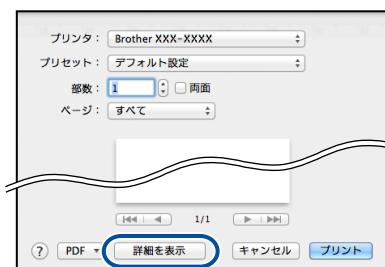 プリンタ： Brother XXX-XXXX
プリセット： デフォルト設定
部数： 1 両面
ページ： すべて
1/1
? PDF 詳細を表示 キャンセル プリント